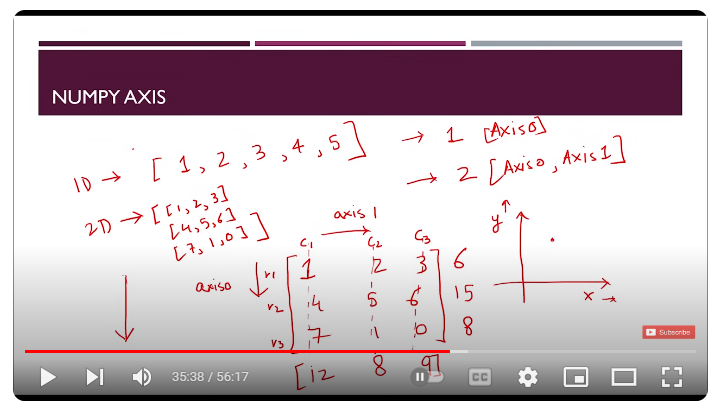 NUMPY AXIS
1D → [1, 2, 3, 4, 5] → 1 [Axis0]
2D → [[1, 2, 3] → 2 [Axis0, Axis1]
[4, 5, 6]
[7, 1, 0]]
axis 1
y↑
C1 → C2 C3
axis0 r1 [1 2 3 6
r2 4 5 6 15
x →
r3 7 1 0] 8
[12 8 9]
Subscribe
35:38 / 56:17
CC